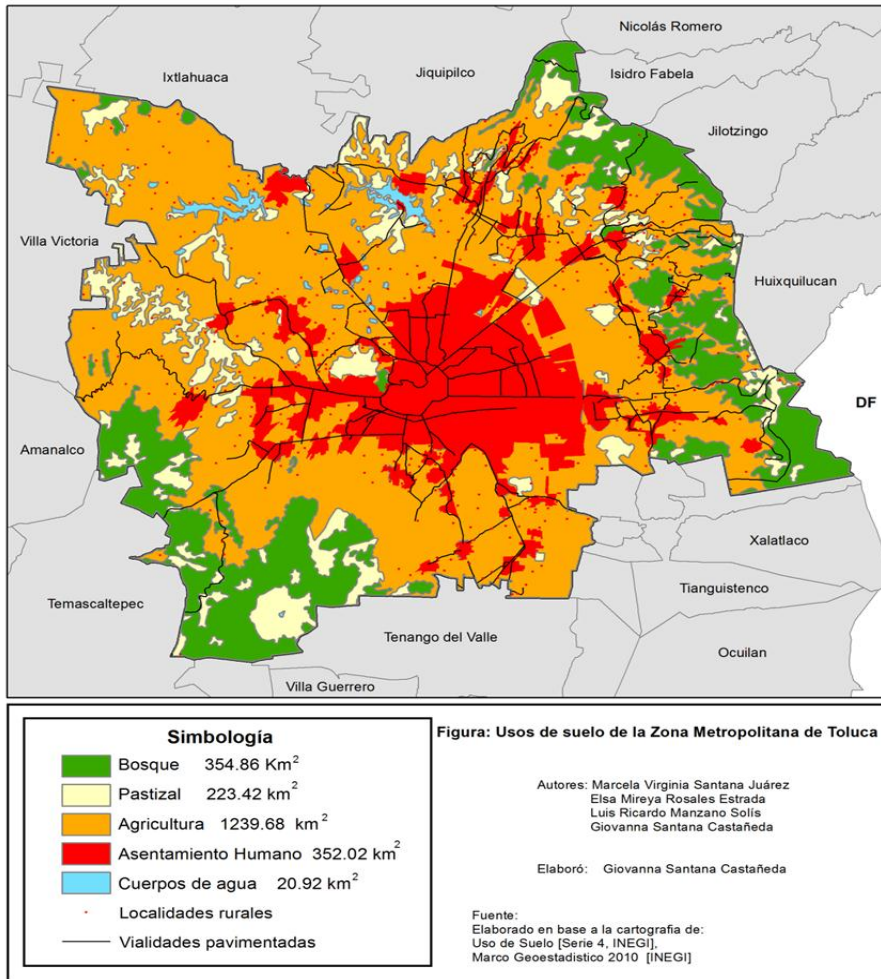 Nicolás Romero
Ixtlahuaca
Jiquipilco
Isidro Fabela
Jilotzingo
Villa Victoria
Huixquilucan
DF
Amanalco
Xalatlaco
Temascaltepec
Tianguistenco
Tenango del Valle
Ocuilan
Villa Guerrero
Simbología
Bosque 354.86 Km²
Pastizal 223.42 km²
Agricultura 1239.68 km²
Asentamiento Humano 352.02 km²
Cuerpos de agua 20.92 km²
Localidades rurales
Vialidades pavimentadas
Figura: Usos de suelo de la Zona Metropolitana de Toluca
Autores: Marcela Virginia Santana Juárez
Elsa Mireya Rosales Estrada
Luis Ricardo Manzano Solís
Giovanna Santana Castañeda
Elaboró: Giovanna Santana Castañeda
Fuente:
Elaborado en base a la cartografia de:
Uso de Suelo [Serie 4, INEGI],
Marco Geoestadistico 2010 [INEGI]